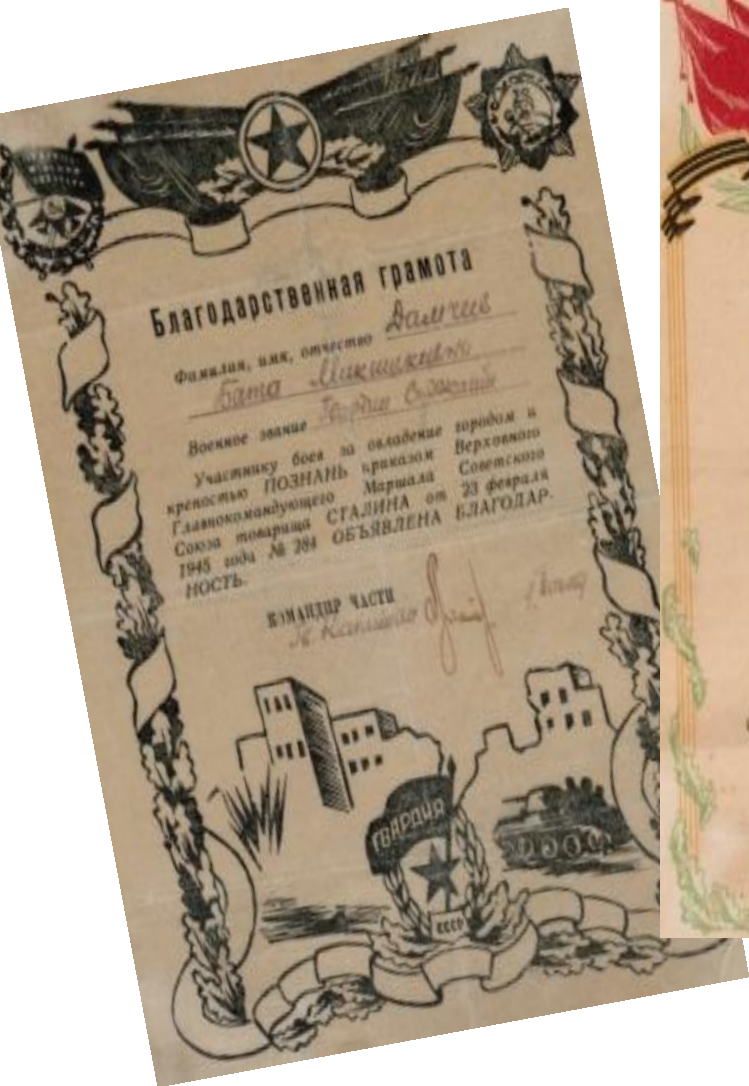 Благодарственная грамота
Фамилия, имя, отчество Дамчеев
Бата
Военное звание Гвардии
Участнику боев за овладение городом и
крепостью ПОЗНАНЬ приказом Верховного
Главнокомандующего Маршала Советского
Союза товарища СТАЛИНА от 23 февраля
1945 года № 284 ОБЪЯВЛЕНА БЛАГОДАР-
НОСТЬ.
КОМАНДИР ЧАСТИ
ГВАРДИЯ
СССР